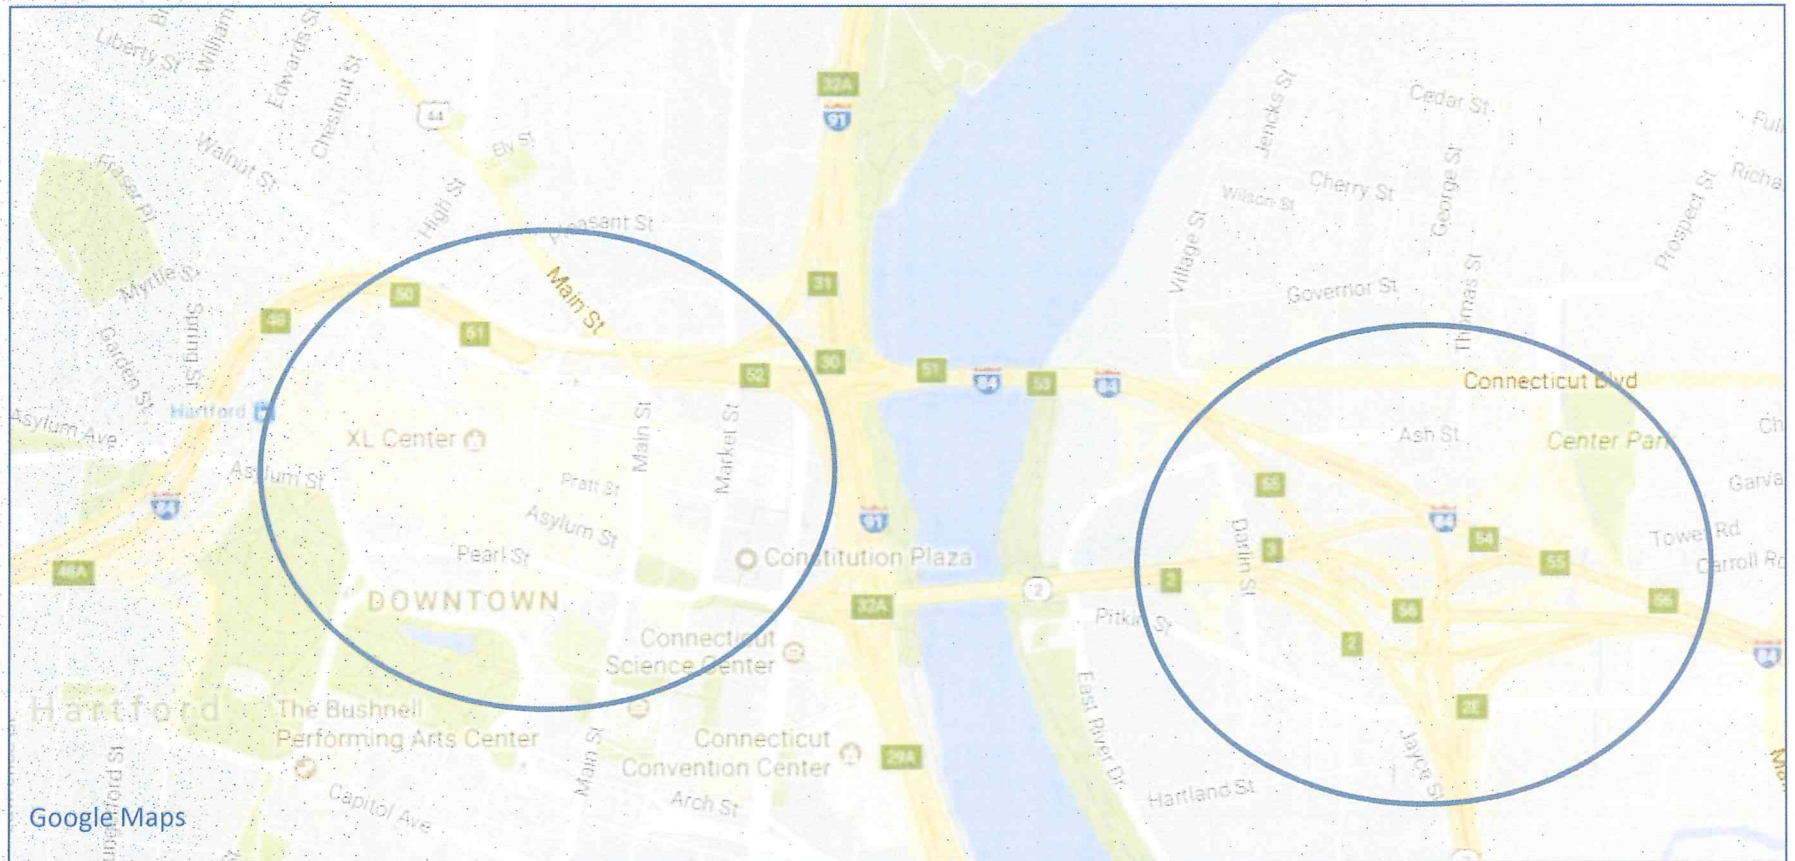 Liberty St
William
Edwards St
Chestnut St
44
Ely St
32A
91
Jencks St
Cedar St
Walnut St
Fraser Pl
High St
Pleasant St
Wilson St
Cherry St
George St
Prospect St
Richa
Village St
Myrtle St
Spring St
Garden St
Main St
Governor St
Thomas St
50
31
51
52
30
51
84
53
84
Connecticut Blvd
Hartford
Asylum Ave
XL Center
Main St
Market St
Ash St
Center Park
Ch
Asylum St
Pratt St
Asylum St
55
Garva
84
91
84
54
Tower Rd
Pearl St
Constitution Plaza
Darlin St
3
55
Carroll Rd
46A
2
2
DOWNTOWN
32A
56
56
Pitkin St
Connecticut
Science Center
2
84
East River Dr
Hartford
The Bushnell
Performing Arts Center
Main St
Connecticut
Convention Center
29A
2E
Jayce St
Capitol Ave
Arch St
Hartland St
Google Maps